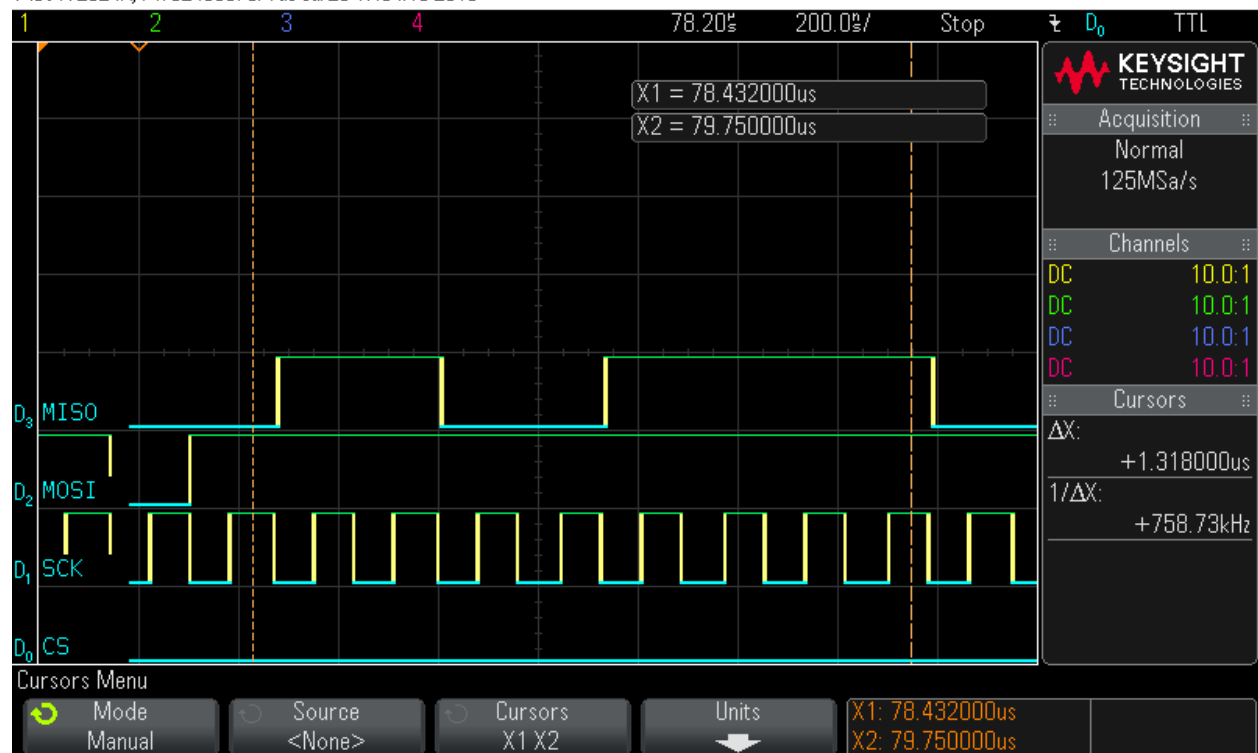 1 2 3 4 78.20us 200.0ns/ Stop D0 TTL
KEYSIGHT
TECHNOLOGIES
X1 = 78.432000us
X2 = 79.750000us
Acquisition
Normal
125MSa/s
Channels
DC 10.0:1
DC 10.0:1
DC 10.0:1
DC 10.0:1
Cursors
ΔX:
+1.318000us
1/ΔX:
+758.73kHz
D3 MISO
D2 MOSI
D1 SCK
D0 CS
Cursors Menu
Mode
Manual
Source
<None>
Cursors
X1 X2
Units
X1: 78.432000us
X2: 79.750000us